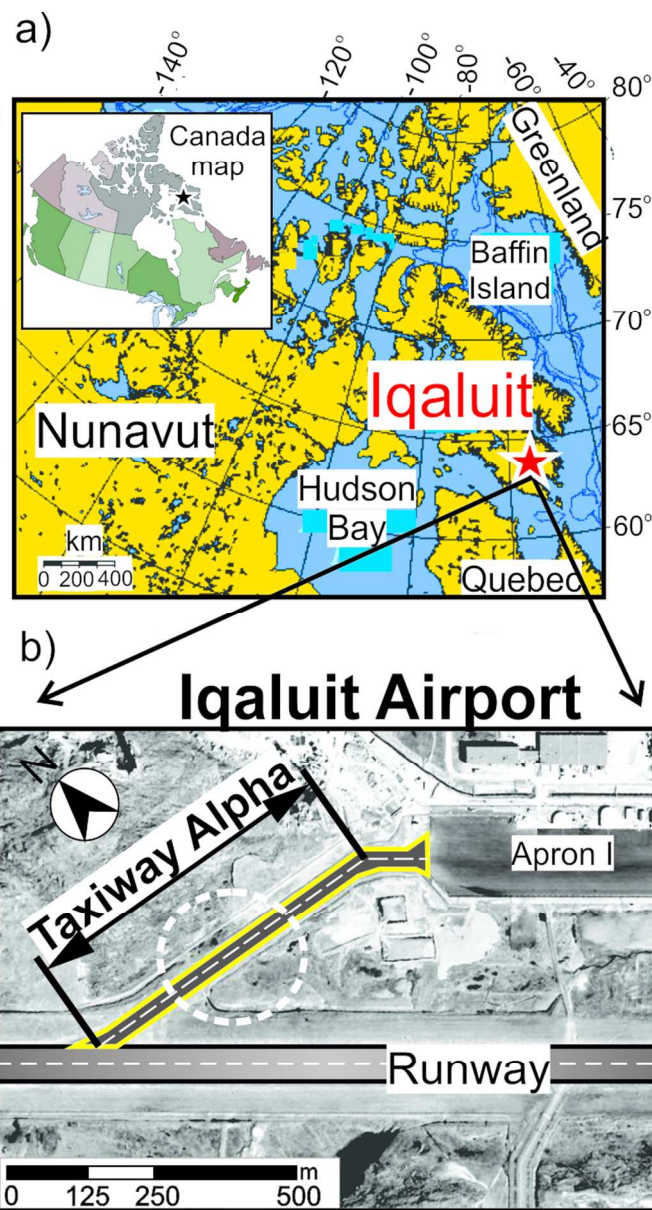 a)
-140°
-120°
-100°
-80°
-60°
-40°
80°
Canada
map
Greenland
75°
Baffin
Island
70°
Iqaluit
Nunavut
65°
Hudson
Bay
60°
km
0 200 400
Quebec
b)
Iqaluit Airport
N
Taxiway Alpha
Apron I
Runway
m
0 125 250 500